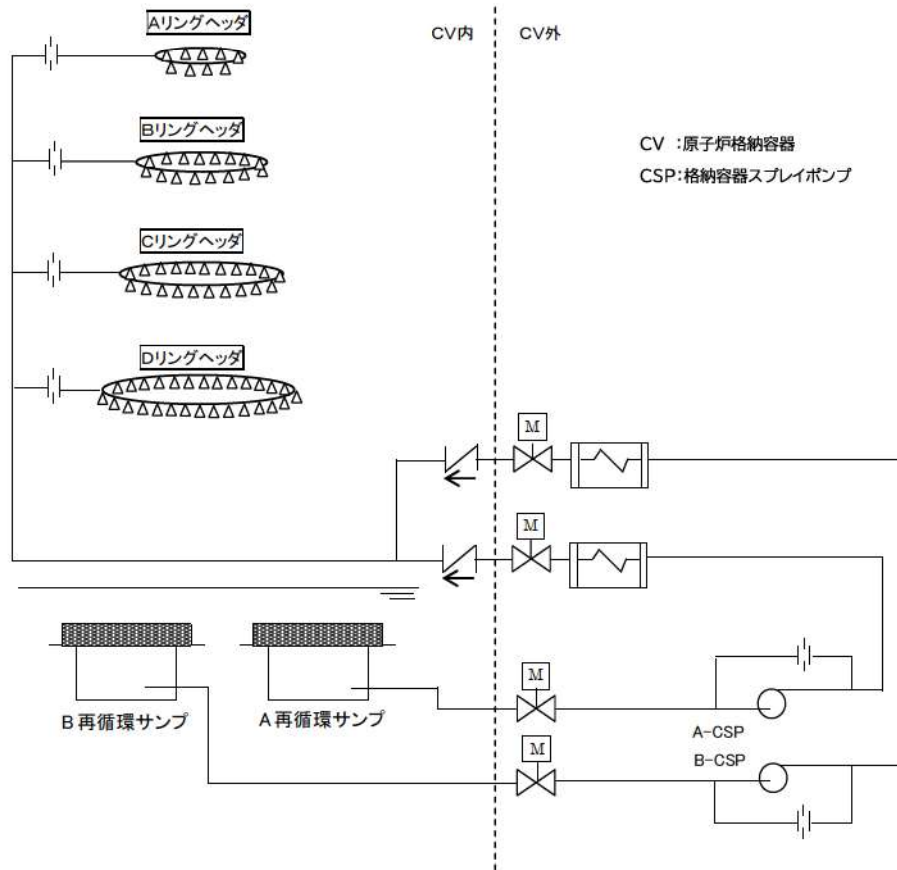 Aリングヘッダ
CV内
CV外
Bリングヘッダ
CV ：原子炉格納容器
CSP：格納容器スプレイポンプ
Cリングヘッダ
Dリングヘッダ
M
M
M
B再循環サンプ
A再循環サンプ
A-CSP
M
B-CSP